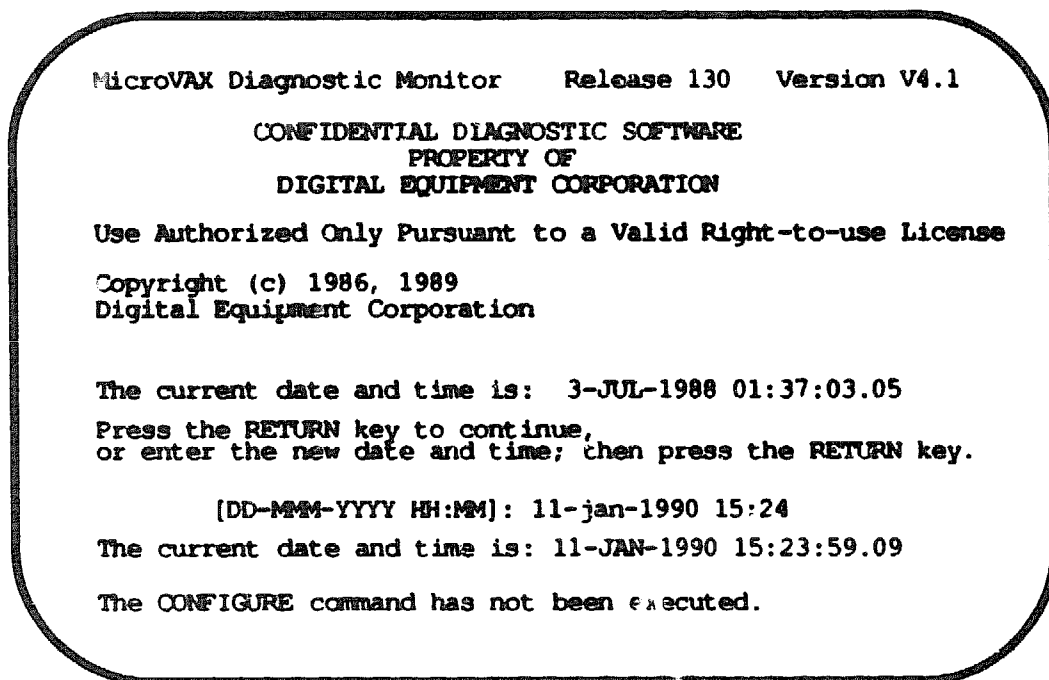 MicroVAX Diagnostic Monitor Release 130 Version V4.1
CONFIDENTIAL DIAGNOSTIC SOFTWARE
PROPERTY OF
DIGITAL EQUIPMENT CORPORATION
Use Authorized Only Pursuant to a Valid Right-to-use License
Copyright (c) 1986, 1989
Digital Equipment Corporation
The current date and time is: 3-JUL-1988 01:37:03.05
Press the RETURN key to continue,
or enter the new date and time; then press the RETURN key.
[DD-MMM-YYYY HH:MM]: 11-jan-1990 15:24
The current date and time is: 11-JAN-1990 15:23:59.09
The CONFIGURE command has not been executed.